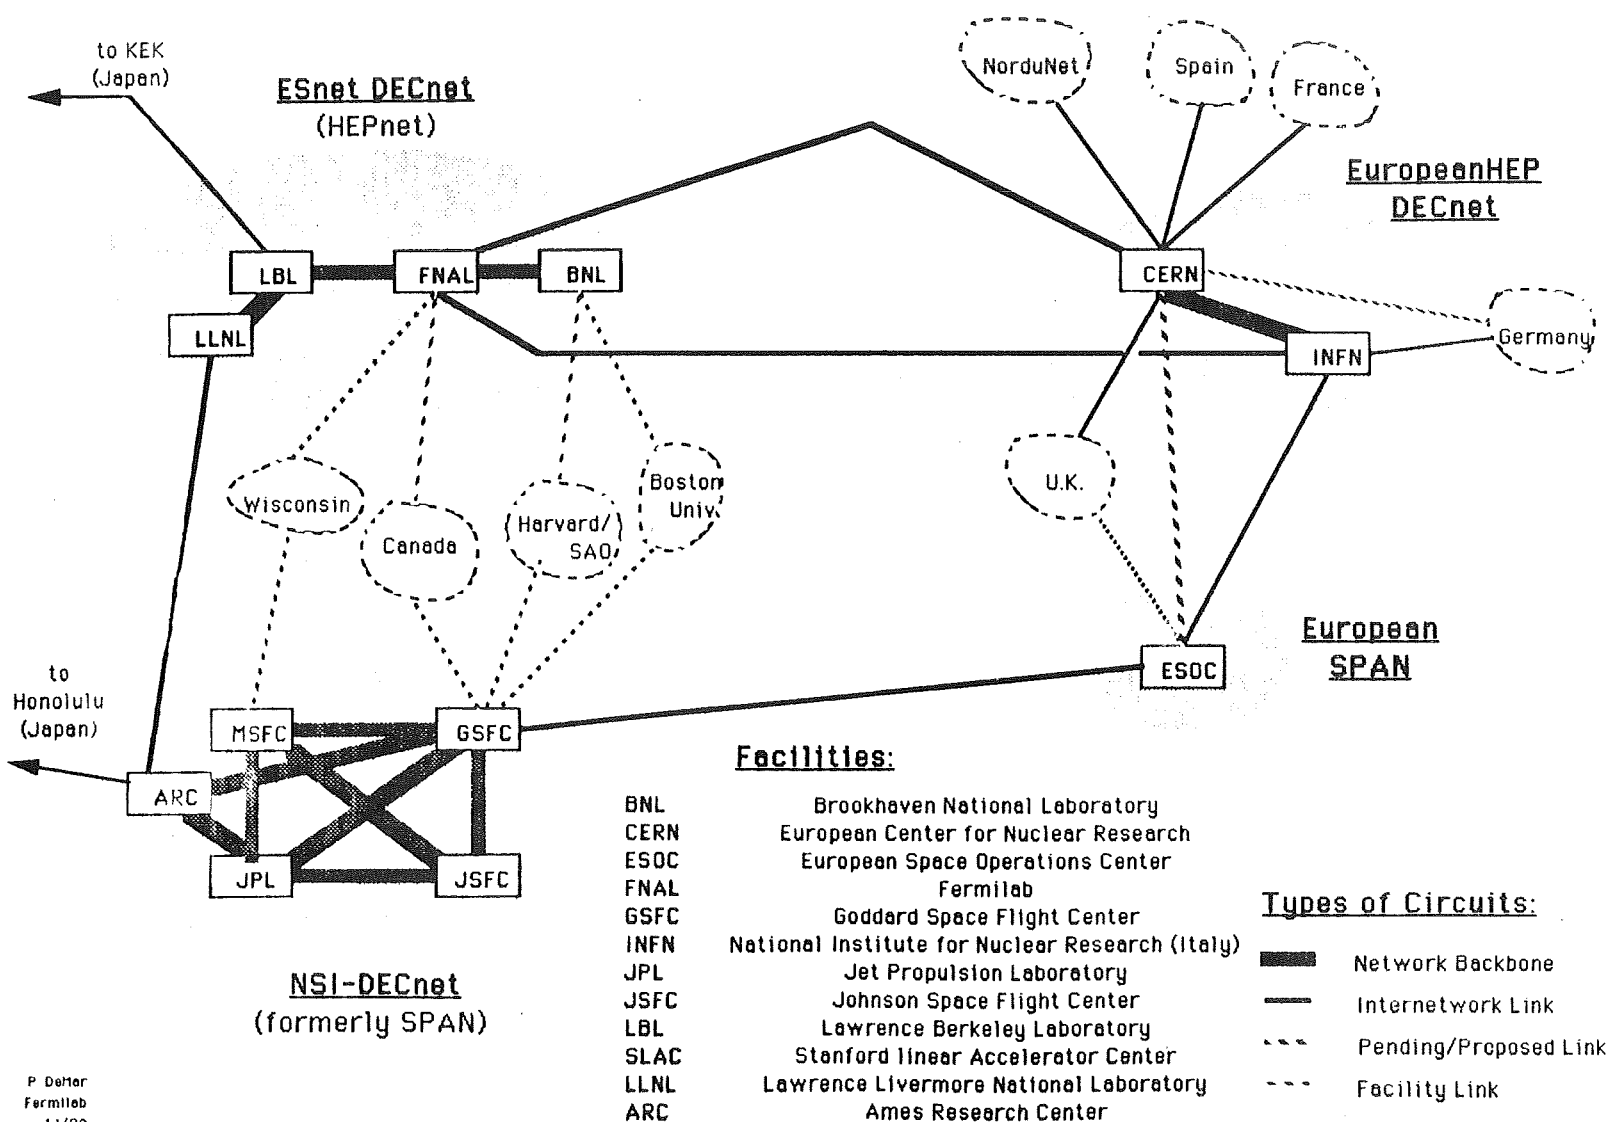 to KEK
(Japan)
ESnet DECnet
(HEPnet)
NorduNet
Spain
France
EuropeanHEP
DECnet
LBL
FNAL
BNL
CERN
LLNL
INFN
Germany
Wisconsin
Canada
Harvard/
SAO
Boston
Univ.
U.K.
European
SPAN
ESOC
to
Honolulu
(Japan)
MSFC
GSFC
ARC
JPL
JSFC
NSI-DECnet
(formerly SPAN)
Facilities:
BNL Brookhaven National Laboratory
CERN European Center for Nuclear Research
ESOC European Space Operations Center
FNAL Fermilab
GSFC Goddard Space Flight Center
INFN National Institute for Nuclear Research (Italy)
JPL Jet Propulsion Laboratory
JSFC Johnson Space Flight Center
LBL Lawrence Berkeley Laboratory
SLAC Stanford linear Accelerator Center
LLNL Lawrence Livermore National Laboratory
ARC Ames Research Center
Types of Circuits:
Network Backbone
Internetwork Link
Pending/Proposed Link
Facility Link
P DeMar
Fermilab